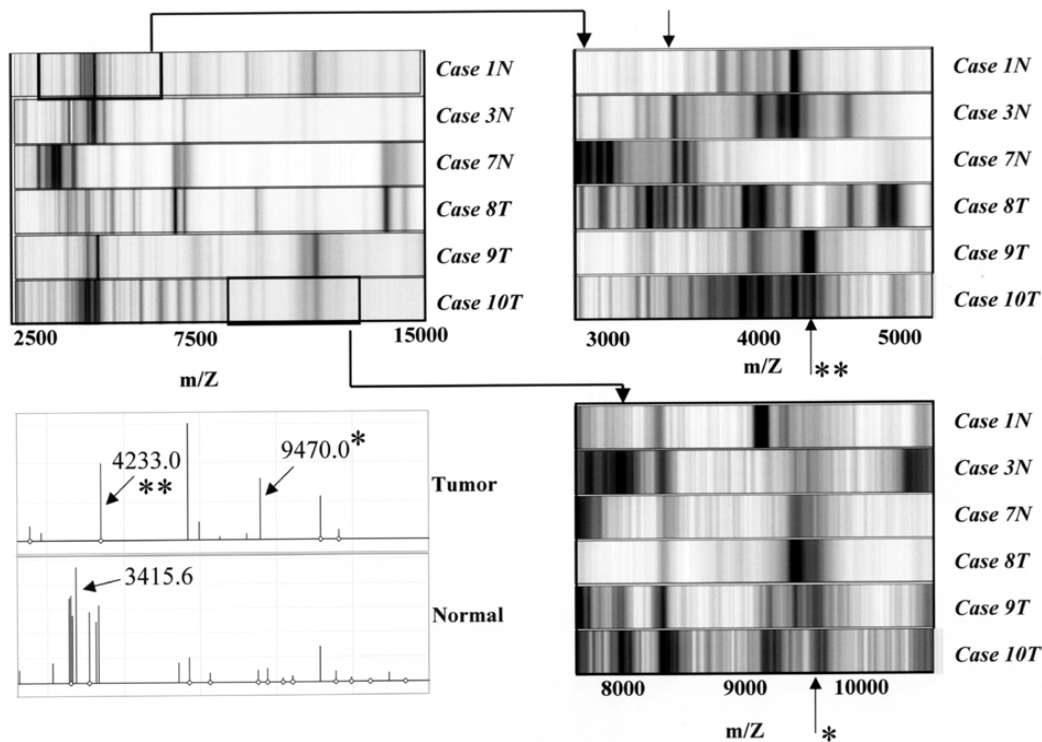 Case 1N
Case 3N
Case 7N
Case 8T
Case 9T
Case 10T
2500 7500 15000
m/Z
Case 1N
Case 3N
Case 7N
Case 8T
Case 9T
Case 10T
3000 4000 5000
m/Z **
4233.0
**
9470.0*
Tumor
3415.6
Normal
Case 1N
Case 3N
Case 7N
Case 8T
Case 9T
Case 10T
8000 9000 10000
m/Z *